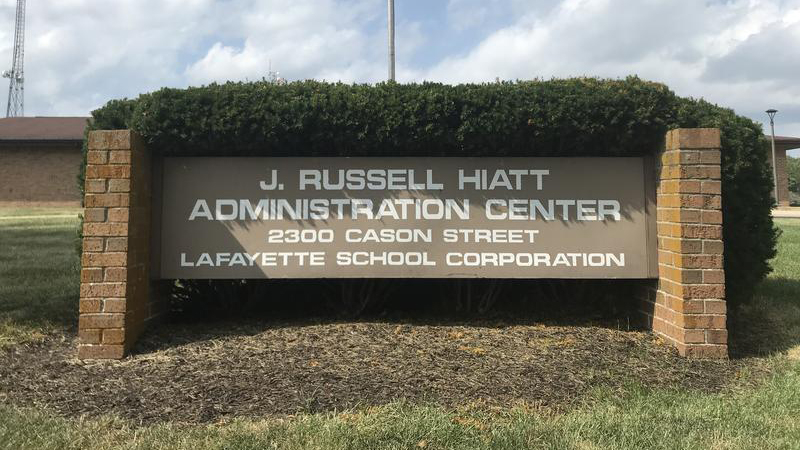 J. RUSSELL HIATT
ADMINISTRATION CENTER
2300 CASON STREET
LAFAYETTE SCHOOL CORPORATION